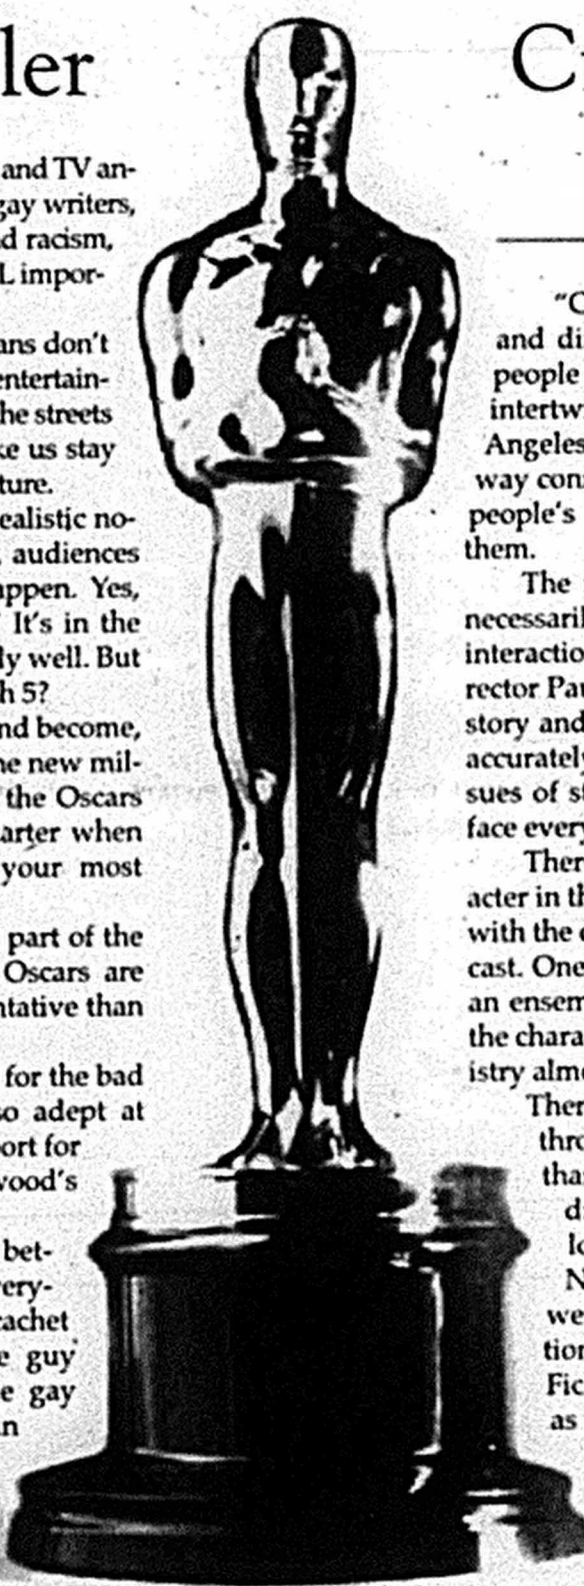 ler
and TV an-
gay writers,
d racism,
L impor-
ans don't
entertain-
he streets
ke us stay
ture.
ealistic no-
audiences
appen. Yes,
It's in the
ly well. But
h 5?
nd become,
he new mil-
the Oscars
arter when
your most
part of the
Oscars are
ntative than
for the bad
so adept at
ort for
wood's
bet-
ery-
cachet
e guy
e gay
n
C
"C
and di
people
intertw
Angeles
way con
people's
them.
The
necessaril
interactio
rector Pau
story and
accurately
sues of st
face every
Ther
acter in th
with the
cast. One
an ensem
the chara
istry almo
Ther
thro
tha
d
lo
N
we
tion
Fic
as